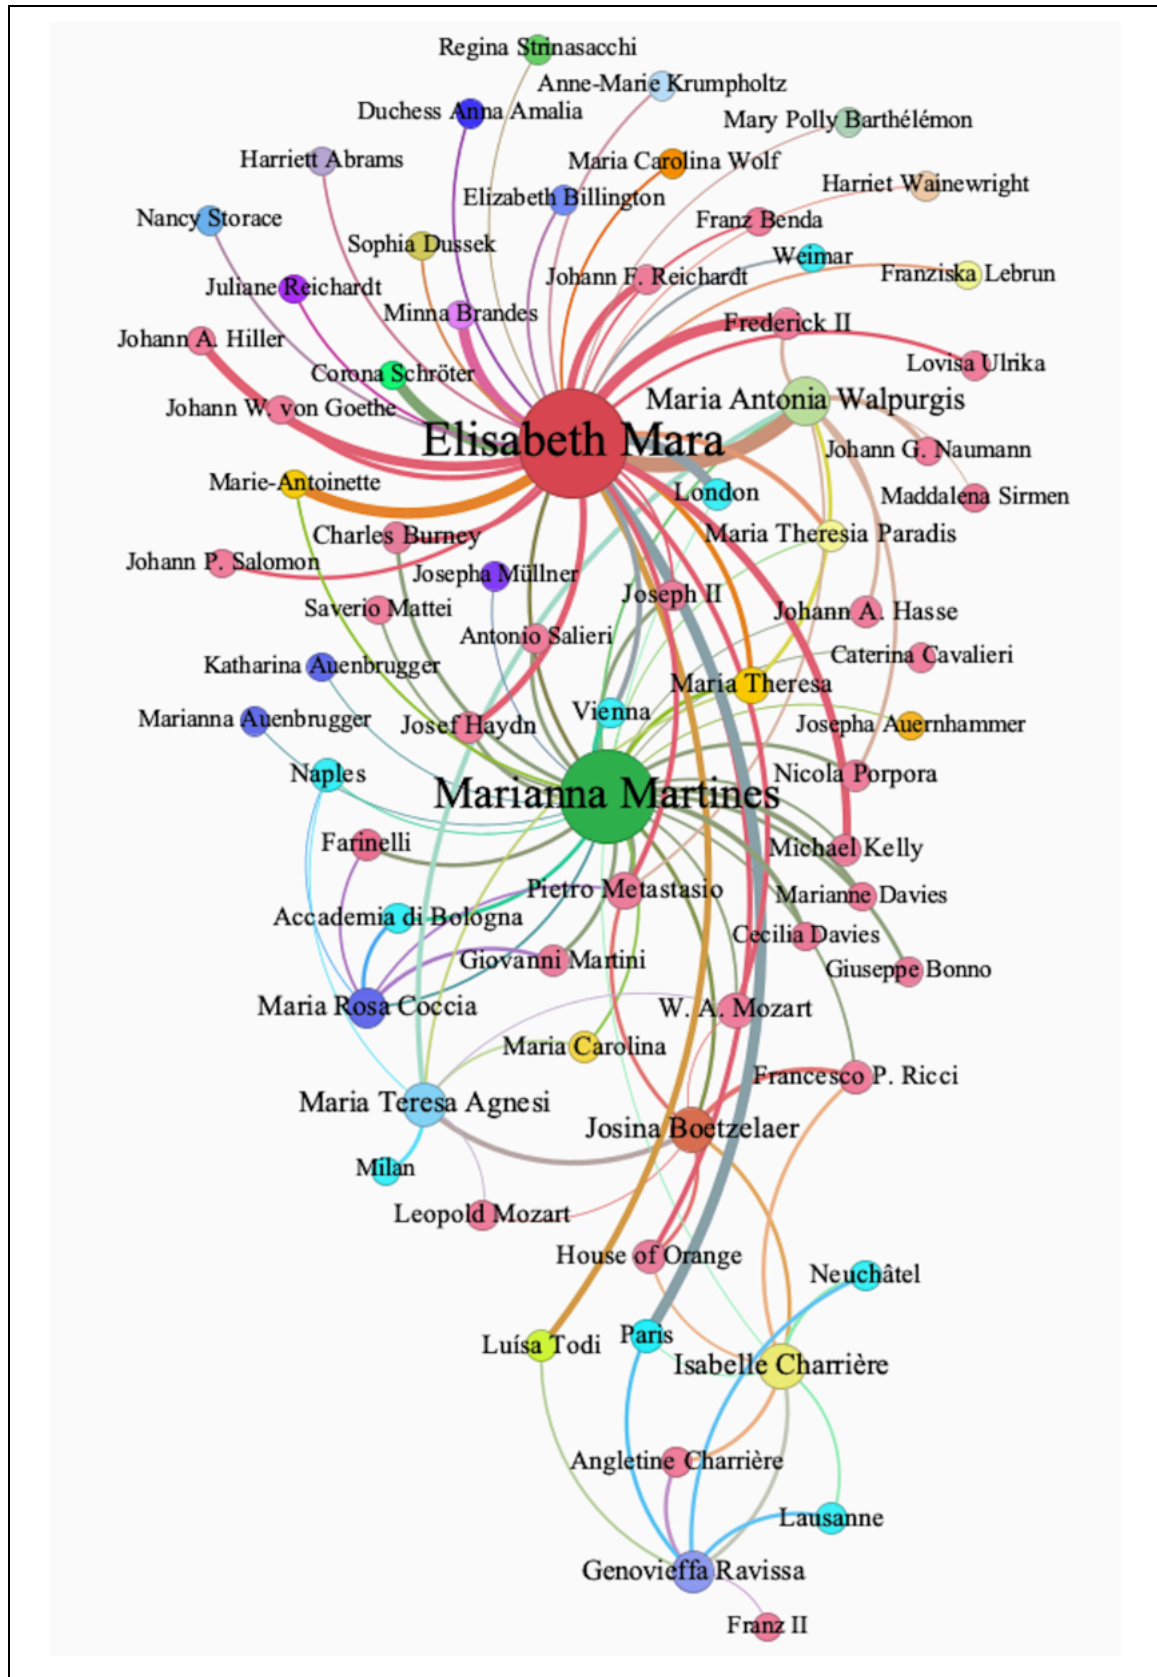 Regina Strinasacchi
Anne-Marie Krumpholtz
Duchess Anna Amalia
Mary Polly Barthélémon
Harriett Abrams
Maria Carolina Wolf
Harriet Wainewright
Elizabeth Billington
Nancy Storace
Franz Benda
Sophia Dussek
Weimar
Johann F. Reichardt
Franziska Lebrun
Juliane Reichardt
Minna Brandes
Frederick II
Johann A. Hiller
Lovisa Ulrika
Corona Schröter
Maria Antonia Walpurgis
Johann W. von Goethe
Elisabeth Mara
Johann G. Naumann
Marie-Antoinette
London
Maddalena Sirmen
Charles Burney
Maria Theresia Paradis
Johann P. Salomon
Josepha Müllner
Joseph II
Saverio Mattei
Johann A. Hasse
Antonio Salieri
Caterina Cavalieri
Katharina Auenbrugger
Maria Theresa
Marianna Auenbrugger
Vienna
Josef Haydn
Josepha Auernhammer
Naples
Nicola Porpora
Marianna Martines
Farinelli
Michael Kelly
Pietro Metastasio
Marianne Davies
Accademia di Bologna
Cecilia Davies
Giovanni Martini
Giuseppe Bonno
Maria Rosa Coccia
W. A. Mozart
Maria Carolina
Francesco P. Ricci
Maria Teresa Agnesi
Josina Boetzelaer
Milan
Leopold Mozart
House of Orange
Neuchâtel
Luísa Todi
Paris
Isabelle Charrière
Angletine Charrière
Lausanne
Genovieffa Ravissa
Franz II